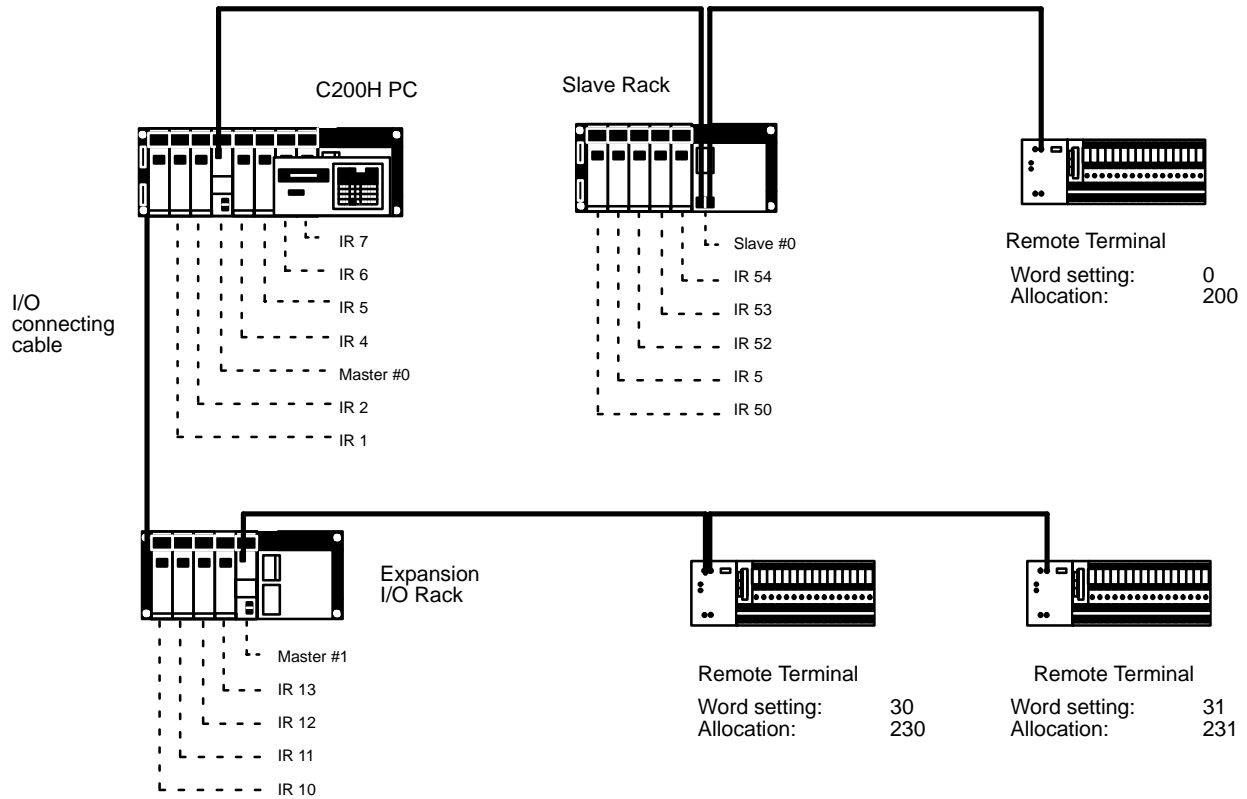 C200H PC
Slave Rack
IR 7
IR 6
IR 5
IR 4
Master #0
IR 2
IR 1
I/O
connecting
cable
Slave #0
IR 54
IR 53
IR 52
IR 5
IR 50
Remote Terminal
Word setting: 0
Allocation: 200
Expansion
I/O Rack
Master #1
IR 13
IR 12
IR 11
IR 10
Remote Terminal
Word setting: 30
Allocation: 230
Remote Terminal
Word setting: 31
Allocation: 231